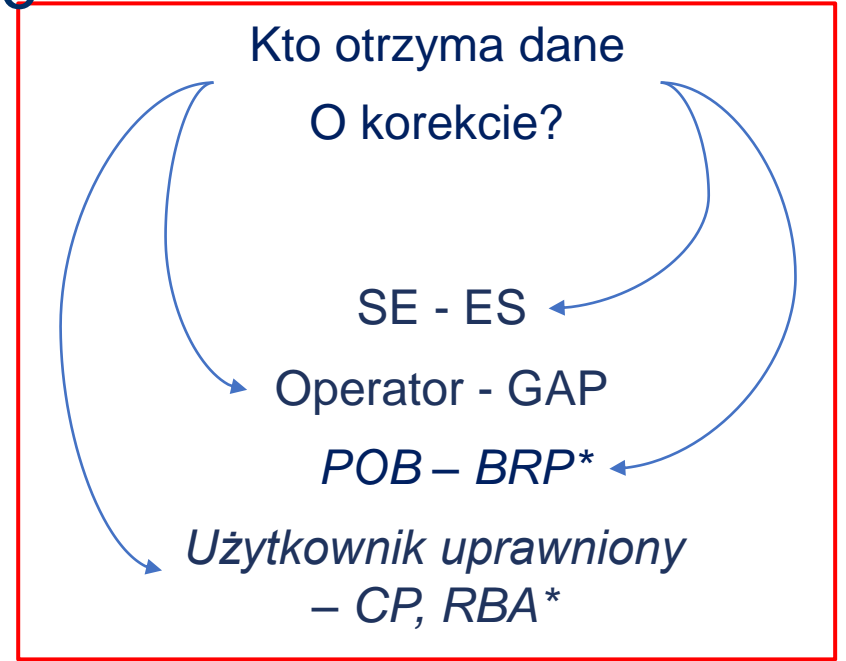 Kto otrzyma dane
O korekcie?
SE - ES
Operator - GAP
POB – BRP*
Użytkownik uprawniony
– CP, RBA*